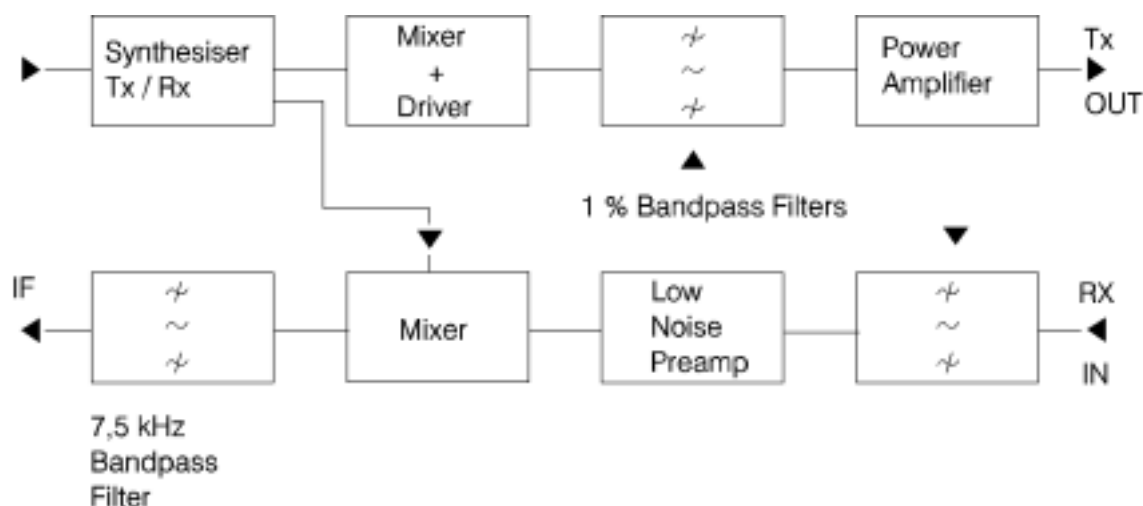 Synthesiser
Tx / Rx
Mixer
+
Driver
Power
Amplifier
Tx
OUT
1 % Bandpass Filters
IF
Mixer
Low
Noise
Preamp
RX
IN
7,5 kHz
Bandpass
Filter